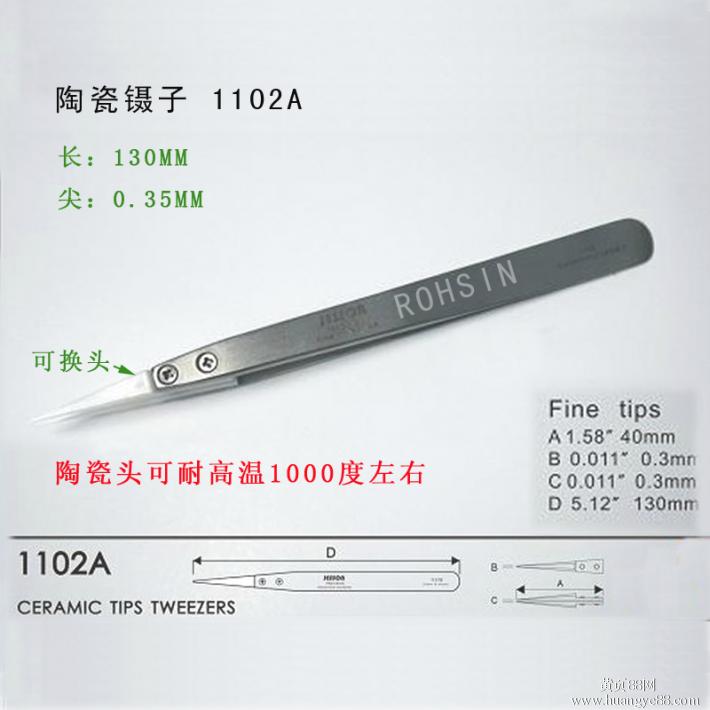 陶瓷镊子 1102A
长：130MM
尖：0.35MM
ROHSIN
可换头
陶瓷头可耐高温1000度左右
Fine tips
A 1.58″ 40mm
B 0.011″ 0.3mm
C 0.011″ 0.3mm
D 5.12″ 130mm
1102A
CERAMIC TIPS TWEEZERS
D
B
A
C
黄页88网
www.huangye88.com